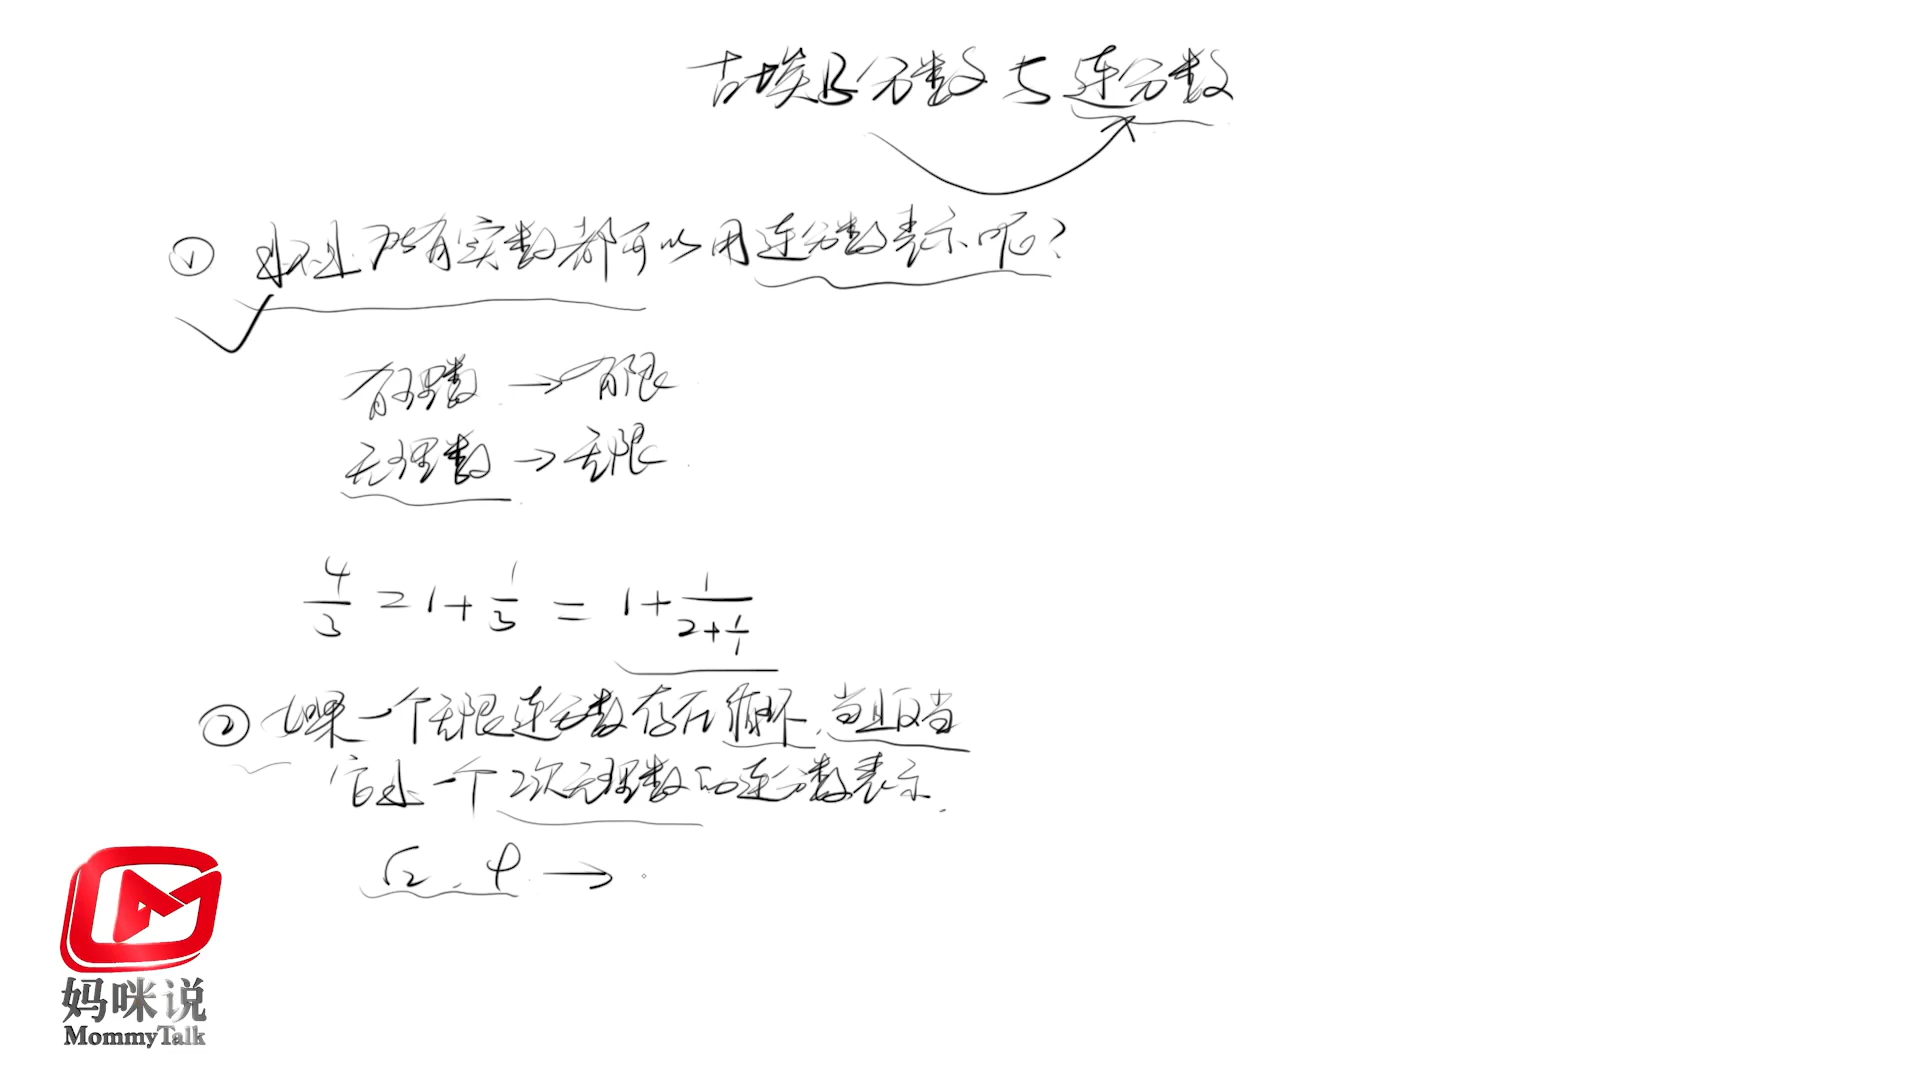 古埃及分数与连分数
① 是不是所有实数都可以用连分数表示呢?
有理数 → 有限
无理数 → 无限
4/3 = 1 + 1/3 = 1 + 1/(2 + 1/1)
② 如果一个无限连分数存在循环,当且仅当
它是一个2次无理数的连分数表示.
√2 . φ →
妈咪说
MommyTalk